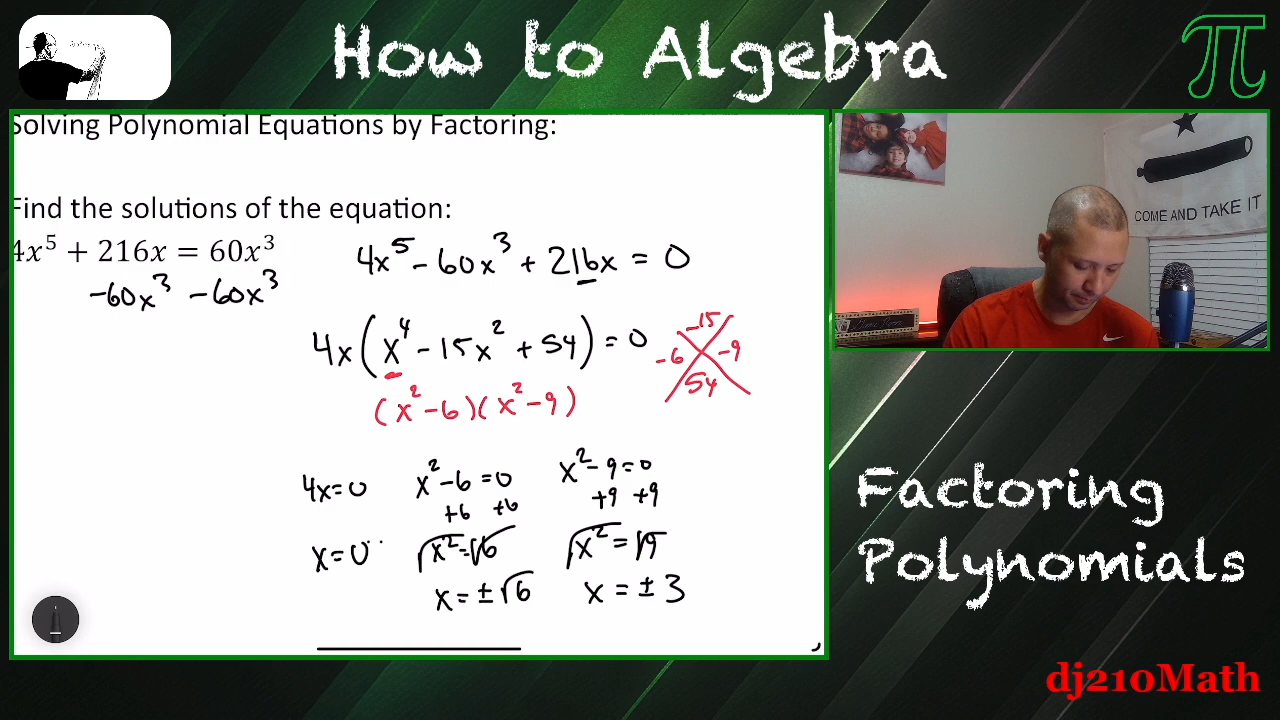 How to Algebra
π
Solving Polynomial Equations by Factoring:
Find the solutions of the equation:
4x⁵ + 216x = 60x³
-60x³ -60x³
4x⁵ - 60x³ + 216x = 0
4x(x⁴ - 15x² + 54) = 0
-15
-6 -9
54
(x² - 6)(x² - 9)
4x=0 x² - 6 = 0 x² - 9 = 0
+6 +6 +9 +9
x=0 √x² = √6 √x² = √9
x = ± √6 x = ± 3
COME AND TAKE IT
Factoring
Polynomials
dj210Math